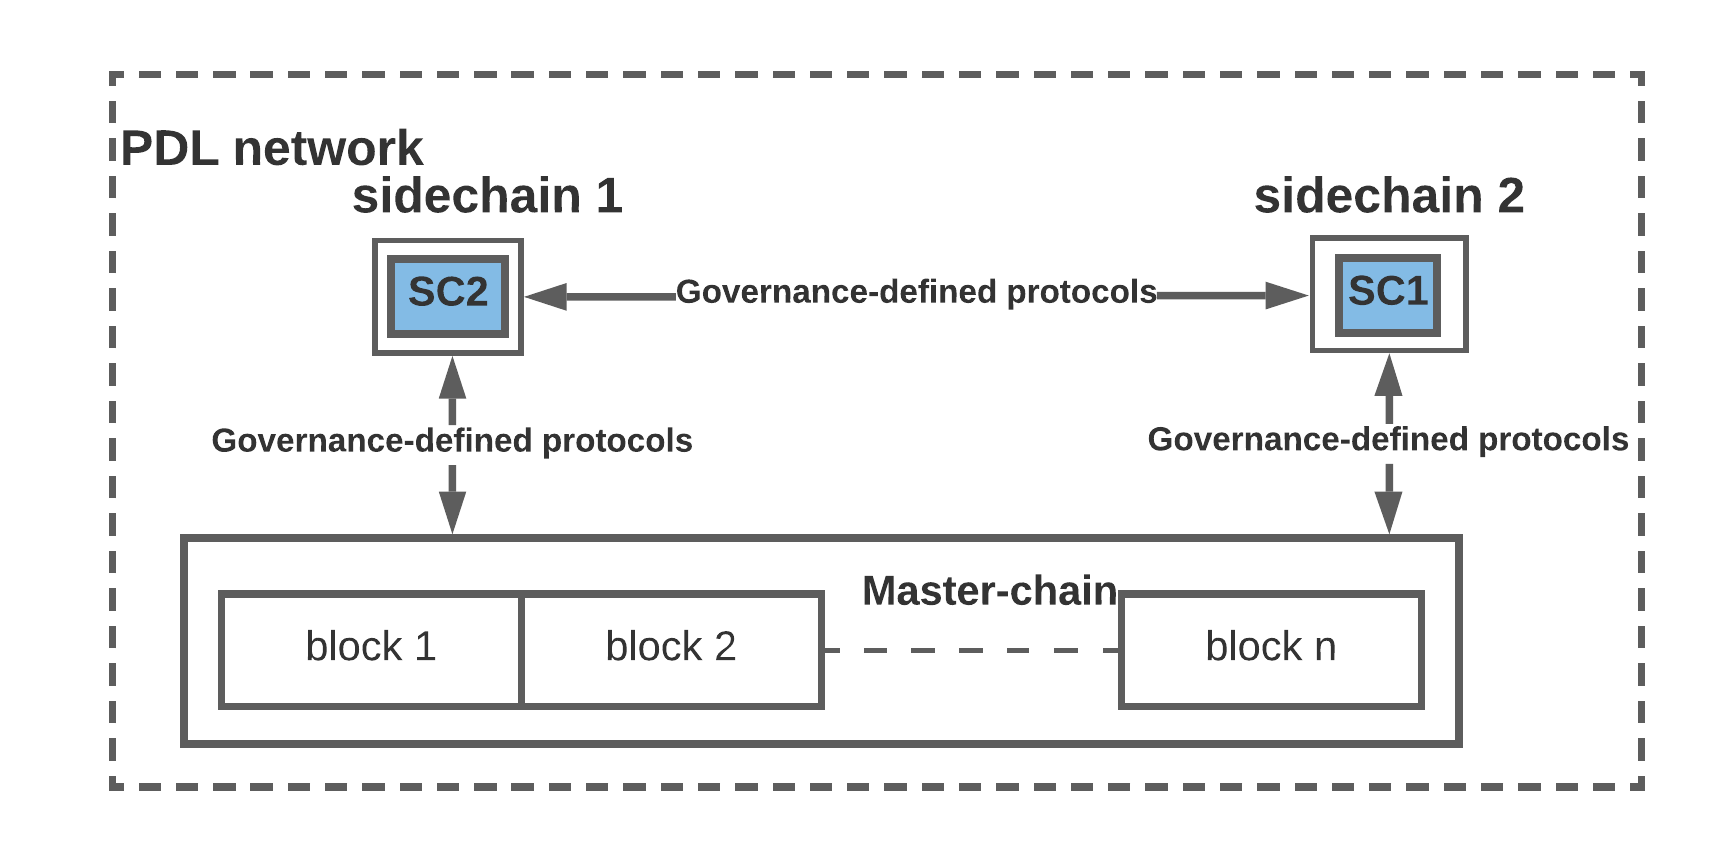 PDL network
sidechain 1
sidechain 2
SC2
Governance-defined protocols
SC1
Governance-defined protocols
Governance-defined protocols
Master-chain
block 1
block 2
block n